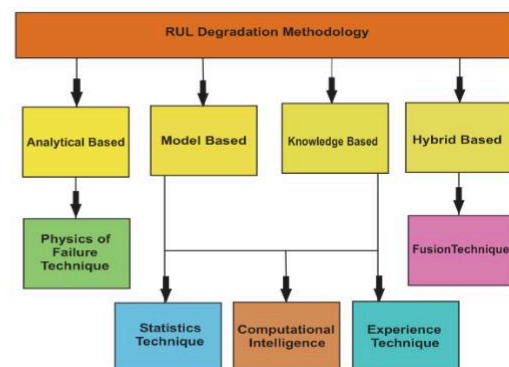 RUL Degradation Methodology
Analytical Based
Model Based
Knowledge Based
Hybrid Based
Physics of
Failure
Technique
FusionTechnique
Statistics
Technique
Computational
Intelligence
Experience
Technique